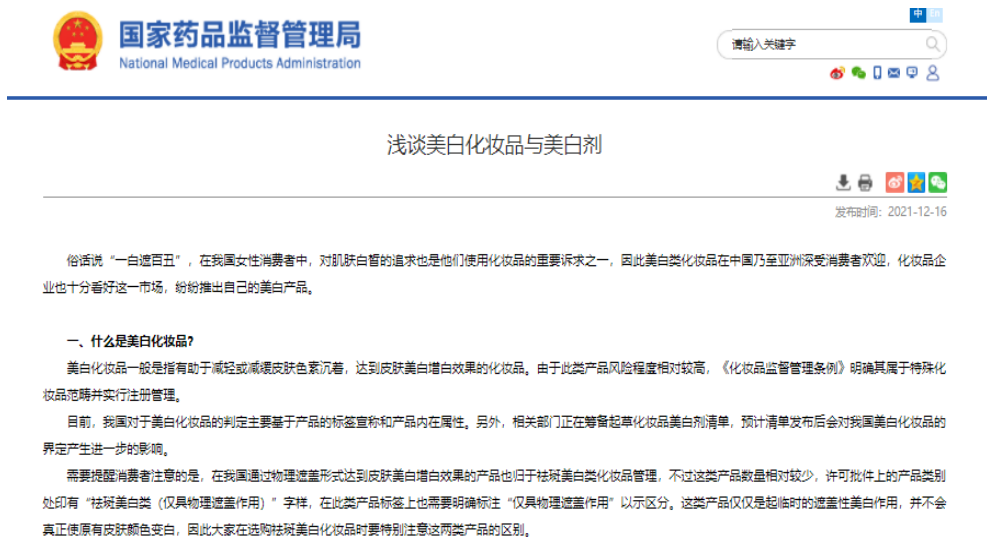 中 En
国家药品监督管理局
National Medical Products Administration
请输入关键字
浅谈美白化妆品与美白剂
发布时间：2021-12-16
俗话说“一白遮百丑”，在我国女性消费者中，对肌肤白皙的追求也是他们使用化妆品的重要诉求之一，因此美白类化妆品在中国乃至亚洲深受消费者欢迎，化妆品企
业也十分看好这一市场，纷纷推出自己的美白产品。
一、什么是美白化妆品?
美白化妆品一般是指有助于减轻或减缓皮肤色素沉着，达到皮肤美白增白效果的化妆品。由于此类产品风险程度相对较高，《化妆品监督管理条例》明确其属于特殊化
妆品范畴并实行注册管理。
目前，我国对于美白化妆品的判定主要基于产品的标签宣称和产品内在属性。另外，相关部门正在筹备起草化妆品美白剂清单，预计清单发布后会对我国美白化妆品的
界定产生进一步的影响。
需要提醒消费者注意的是，在我国通过物理遮盖形式达到皮肤美白增白效果的产品也归于祛斑美白类化妆品管理，不过这类产品数量相对较少，许可批件上的产品类别
处印有“祛斑美白类（仅具物理遮盖作用）”字样，在此类产品标签上也需要明确标注“仅具物理遮盖作用”以示区分。这类产品仅仅是起临时的遮盖性美白作用，并不会
真正使原有皮肤颜色变白，因此大家在选购祛斑美白化妆品时要特别注意这两类产品的区别。